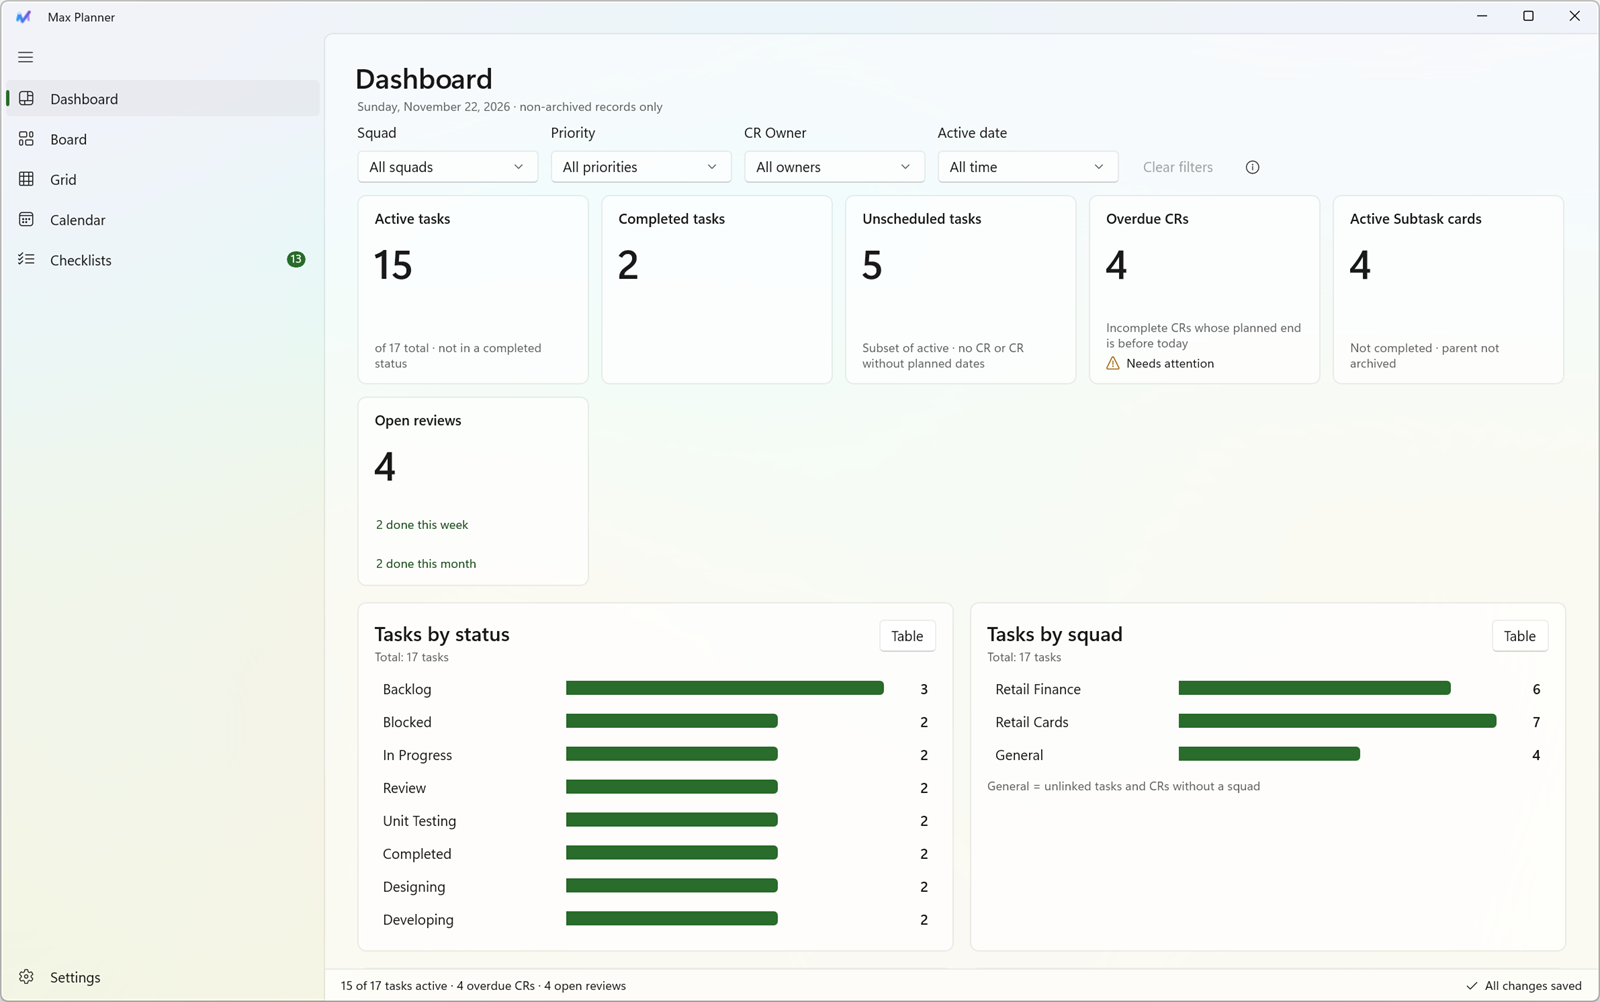 Max Planner
Dashboard
Board
Grid
Calendar
Checklists 13
Settings
Dashboard
Sunday, November 22, 2026 · non-archived records only
Squad Priority CR Owner Active date
All squads All priorities All owners All time Clear filters
Active tasks
15
of 17 total · not in a completed
status
Completed tasks
2
Unscheduled tasks
5
Subset of active · no CR or CR
without planned dates
Overdue CRs
4
Incomplete CRs whose planned end
is before today
Needs attention
Active Subtask cards
4
Not completed · parent not
archived
Open reviews
4
2 done this week
2 done this month
Tasks by status
Table
Total: 17 tasks
Backlog 3
Blocked 2
In Progress 2
Review 2
Unit Testing 2
Completed 2
Designing 2
Developing 2
Tasks by squad
Table
Total: 17 tasks
Retail Finance 6
Retail Cards 7
General 4
General = unlinked tasks and CRs without a squad
15 of 17 tasks active · 4 overdue CRs · 4 open reviews
All changes saved